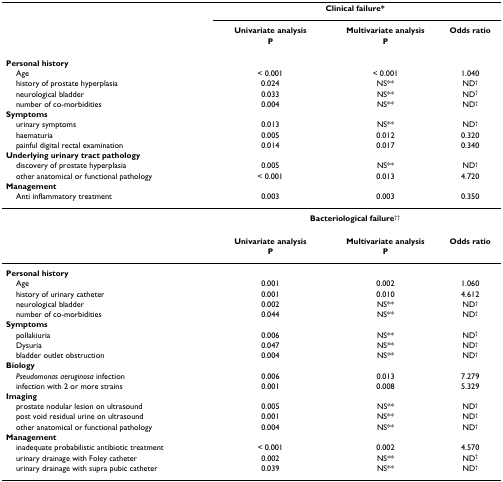 Clinical failure*
Univariate analysis Multivariate analysis Odds ratio
P P
Personal history
Age < 0.001 < 0.001 1.040
history of prostate hyperplasia 0.024 NS** ND†
neurological bladder 0.033 NS** ND†
number of co-morbidities 0.004 NS** ND†
Symptoms
urinary symptoms 0.013 NS** ND†
haematuria 0.005 0.012 0.320
painful digital rectal examination 0.014 0.017 0.340
Underlying urinary tract pathology
discovery of prostate hyperplasia 0.005 NS** ND†
other anatomical or functional pathology < 0.001 0.013 4.720
Management
Anti inflammatory treatment 0.003 0.003 0.350
Bacteriological failure††
Univariate analysis Multivariate analysis Odds ratio
P P
Personal history
Age 0.001 0.002 1.060
history of urinary catheter 0.001 0.010 4.612
neurological bladder 0.002 NS** ND†
number of co-morbidities 0.044 NS** ND†
Symptoms
pollakiuria 0.006 NS** ND†
Dysuria 0.047 NS** ND†
bladder outlet obstruction 0.004 NS** ND†
Biology
Pseudomonas aeruginosa infection 0.006 0.013 7.279
infection with 2 or more strains 0.001 0.008 5.329
Imaging
prostate nodular lesion on ultrasound 0.005 NS** ND†
post void residual urine on ultrasound 0.001 NS** ND†
other anatomical or functional pathology 0.004 NS** ND†
Management
inadequate probabilistic antibiotic treatment < 0.001 0.002 4.570
urinary drainage with Foley catheter 0.002 NS** ND†
urinary drainage with supra pubic catheter 0.039 NS** ND†